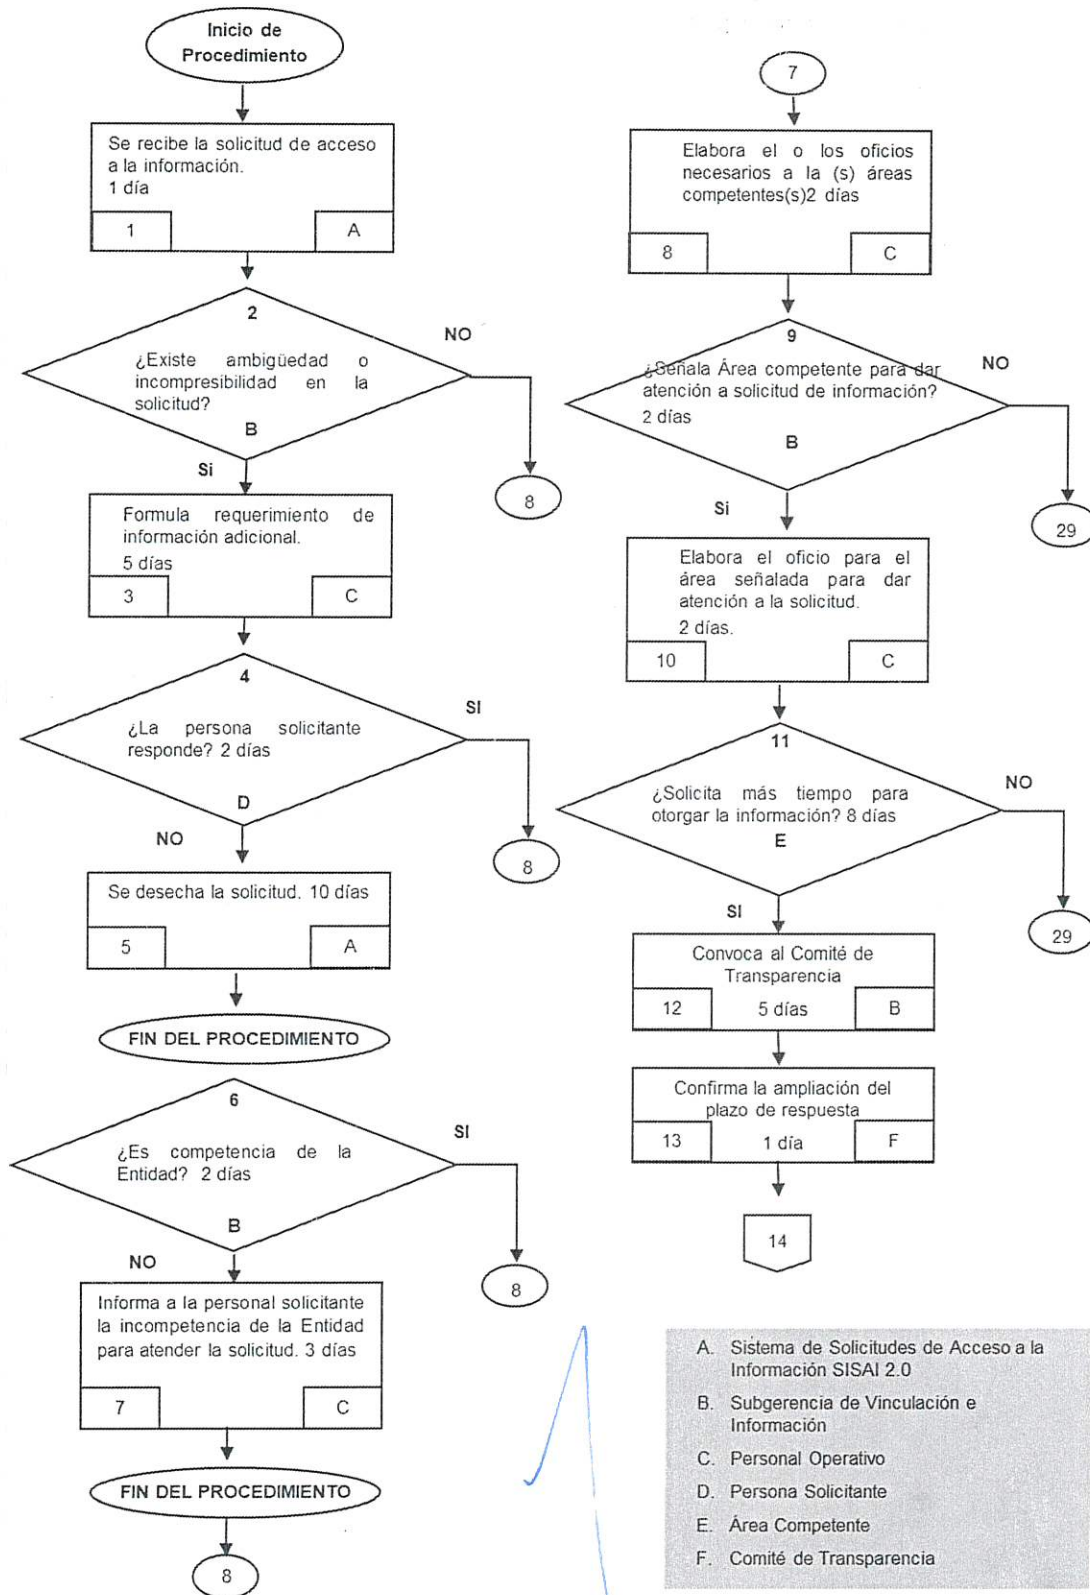 Inicio de
Procedimiento
Se recibe la solicitud de acceso
a la información.
1 día
1
A
2
NO
¿Existe ambigüedad o
incompresibilidad en la
solicitud?
B
Si
8
Formula requerimiento de
información adicional.
5 días
3
C
4
SI
¿La persona solicitante
responde? 2 días
D
NO
8
Se desecha la solicitud. 10 días
5
A
FIN DEL PROCEDIMIENTO
6
SI
¿Es competencia de la
Entidad? 2 días
B
NO
8
Informa a la personal solicitante
la incompetencia de la Entidad
para atender la solicitud. 3 días
7
C
FIN DEL PROCEDIMIENTO
8
7
Elabora el o los oficios
necesarios a la (s) áreas
competentes(s)2 días
8
C
9
NO
¿Señala Área competente para dar
atención a solicitud de información?
2 días
B
Si
29
Elabora el oficio para el
área señalada para dar
atención a la solicitud.
2 días.
10
C
11
NO
¿Solicita más tiempo para
otorgar la información? 8 días
E
SI
29
Convoca al Comité de
Transparencia
12
5 días
B
Confirma la ampliación del
plazo de respuesta
13
1 día
F
14
A. Sistema de Solicitudes de Acceso a la
Información SISAI 2.0
B. Subgerencia de Vinculación e
Información
C. Personal Operativo
D. Persona Solicitante
E. Área Competente
F. Comité de Transparencia